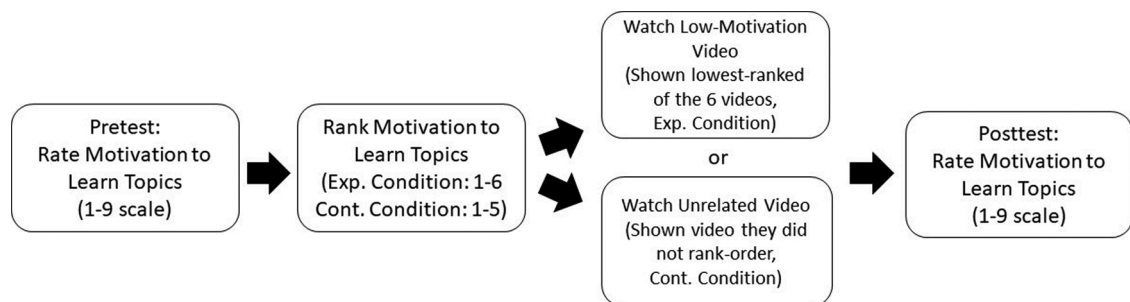 Pretest:
Rate Motivation to
Learn Topics
(1-9 scale)
Rank Motivation to
Learn Topics
(Exp. Condition: 1-6
Cont. Condition: 1-5)
Watch Low-Motivation
Video
(Shown lowest-ranked
of the 6 videos,
Exp. Condition)
or
Watch Unrelated Video
(Shown video they did
not rank-order,
Cont. Condition)
Posttest:
Rate Motivation to
Learn Topics
(1-9 scale)